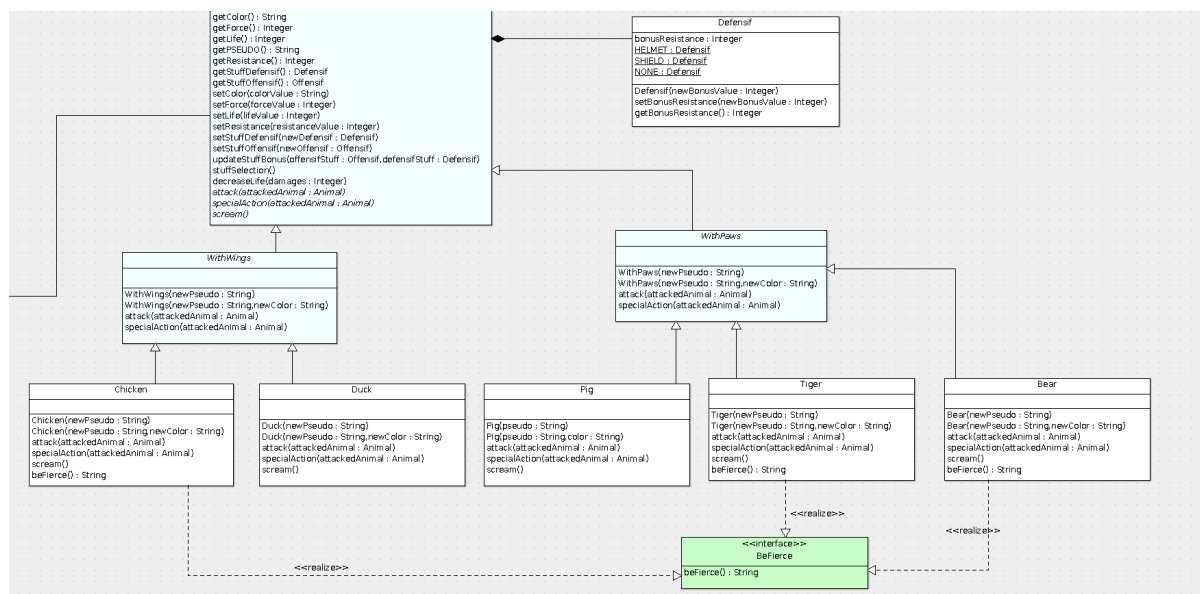 getColor() : String
getForce() : Integer
getLife() : Integer
getPSEUDO() : String
getResistance() : Integer
getStuffDefensif() : Defensif
getStuffOffensif() : Offensif
setColor(colorValue : String)
setForce(forceValue : Integer)
setLife(lifeValue : Integer)
setResistance(resistanceValue : Integer)
setStuffDefensif(newDefensif : Defensif)
setStuffOffensif(newOffensif : Offensif)
updateStuffBonus(offensifStuff : Offensif,defensifStuff : Defensif)
stuffSelection()
decreaseLife(damages : Integer)
attack(attackedAnimal : Animal)
specialAction(attackedAnimal : Animal)
scream()
Defensif
bonusResistance : Integer
HELMET : Defensif
SHIELD : Defensif
NONE : Defensif
Defensif(newBonusValue : Integer)
setBonusResistance(newBonusValue : Integer)
getBonusResistance() : Integer
WithWings
WithWings(newPseudo : String)
WithWings(newPseudo : String,newColor : String)
attack(attackedAnimal : Animal)
specialAction(attackedAnimal : Animal)
WithPaws
WithPaws(newPseudo : String)
WithPaws(newPseudo : String,newColor : String)
attack(attackedAnimal : Animal)
specialAction(attackedAnimal : Animal)
Chicken
Chicken(newPseudo : String)
Chicken(newPseudo : String,newColor : String)
attack(attackedAnimal : Animal)
specialAction(attackedAnimal : Animal)
scream()
beFierce() : String
Duck
Duck(newPseudo : String)
Duck(newPseudo : String,newColor : String)
attack(attackedAnimal : Animal)
specialAction(attackedAnimal : Animal)
scream()
Pig
Pig(pseudo : String)
Pig(pseudo : String,color : String)
attack(attackedAnimal : Animal)
specialAction(attackedAnimal : Animal)
scream()
Tiger
Tiger(newPseudo : String)
Tiger(newPseudo : String,newColor : String)
attack(attackedAnimal : Animal)
specialAction(attackedAnimal : Animal)
scream()
beFierce() : String
Bear
Bear(newPseudo : String)
Bear(newPseudo : String,newColor : String)
attack(attackedAnimal : Animal)
specialAction(attackedAnimal : Animal)
scream()
beFierce() : String
<<realize>>
<<realize>>
<<realize>>
<<interface>>
BeFierce
beFierce() : String